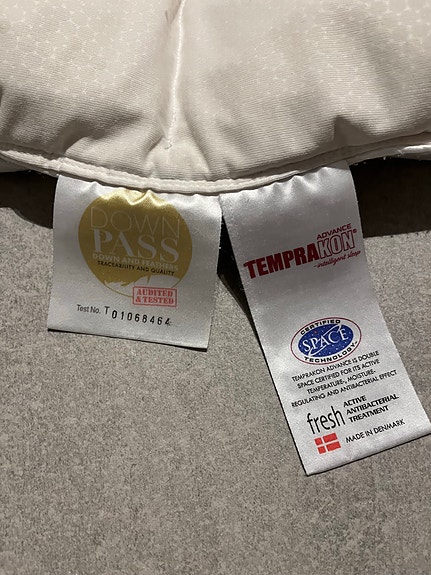 DOWN
PASS
DOWN AND FEATHERS
TRACEABILITY AND QUALITY
AUDITED
& TESTED
Test No. T 01068464
ADVANCE
TEMPRAKON®
- intelligent sleep
CERTIFIED
SPACE
TECHNOLOGY
TEMPRAKON ADVANCE IS DOUBLE
SPACE CERTIFIED FOR ITS ACTIVE
TEMPERATURE-, MOISTURE-
REGULATING AND ANTIBACTERIAL EFFECT
fresh ACTIVE
ANTIBACTERIAL
TREATMENT
MADE IN DENMARK